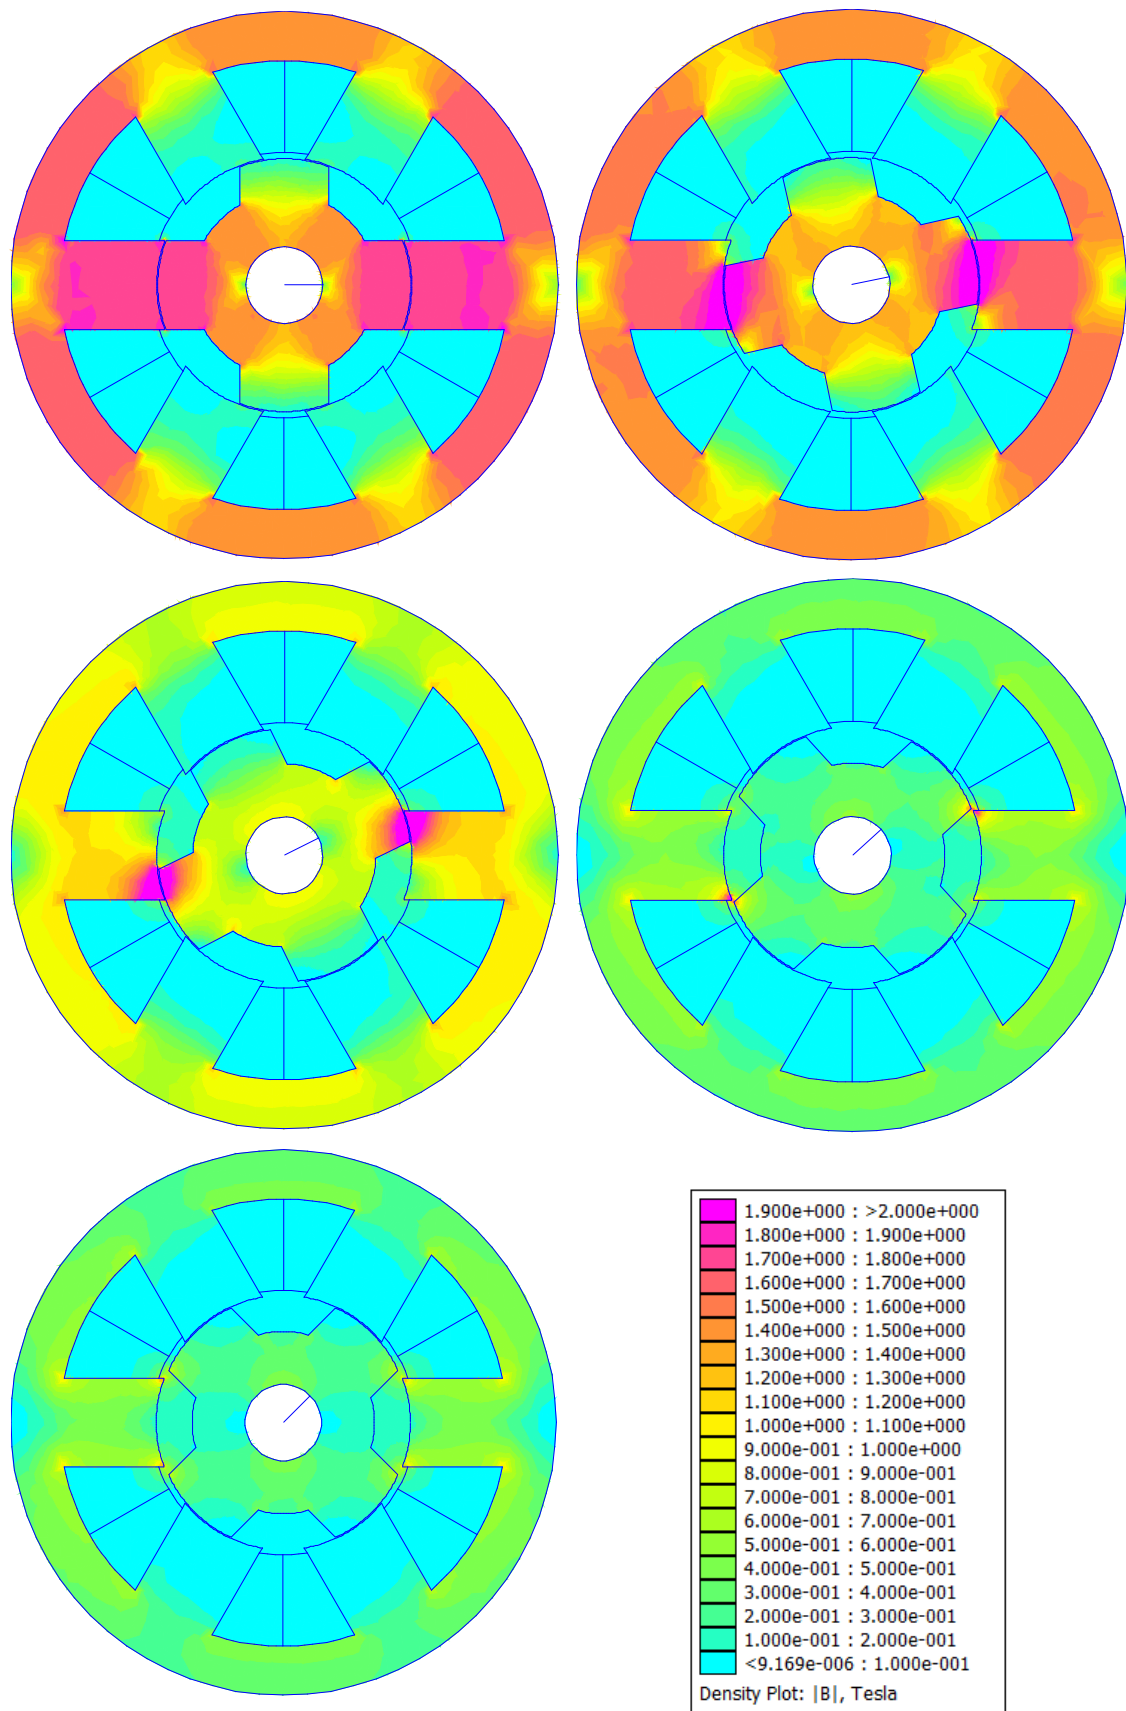 1.900e+000 : >2.000e+000
1.800e+000 : 1.900e+000
1.700e+000 : 1.800e+000
1.600e+000 : 1.700e+000
1.500e+000 : 1.600e+000
1.400e+000 : 1.500e+000
1.300e+000 : 1.400e+000
1.200e+000 : 1.300e+000
1.100e+000 : 1.200e+000
1.000e+000 : 1.100e+000
9.000e-001 : 1.000e+000
8.000e-001 : 9.000e-001
7.000e-001 : 8.000e-001
6.000e-001 : 7.000e-001
5.000e-001 : 6.000e-001
4.000e-001 : 5.000e-001
3.000e-001 : 4.000e-001
2.000e-001 : 3.000e-001
1.000e-001 : 2.000e-001
<9.169e-006 : 1.000e-001
Density Plot: |B|, Tesla